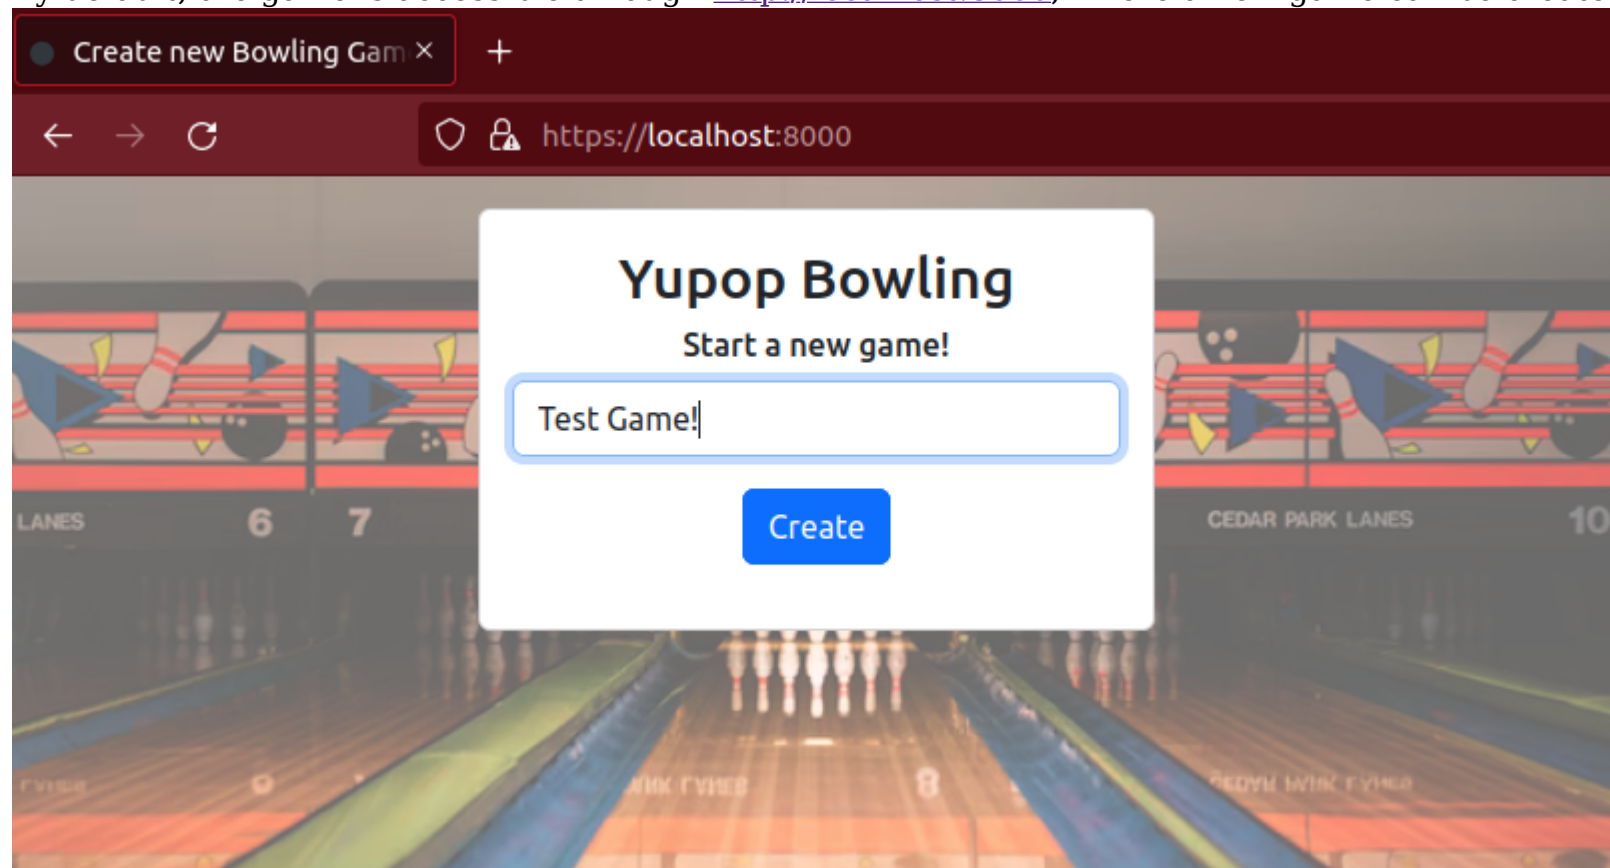 Create new Bowling Gam
https://localhost:8000
Yupop Bowling
Start a new game!
Test Game!
Create
LANES 6 7 CEDAR PARK LANES 10
8